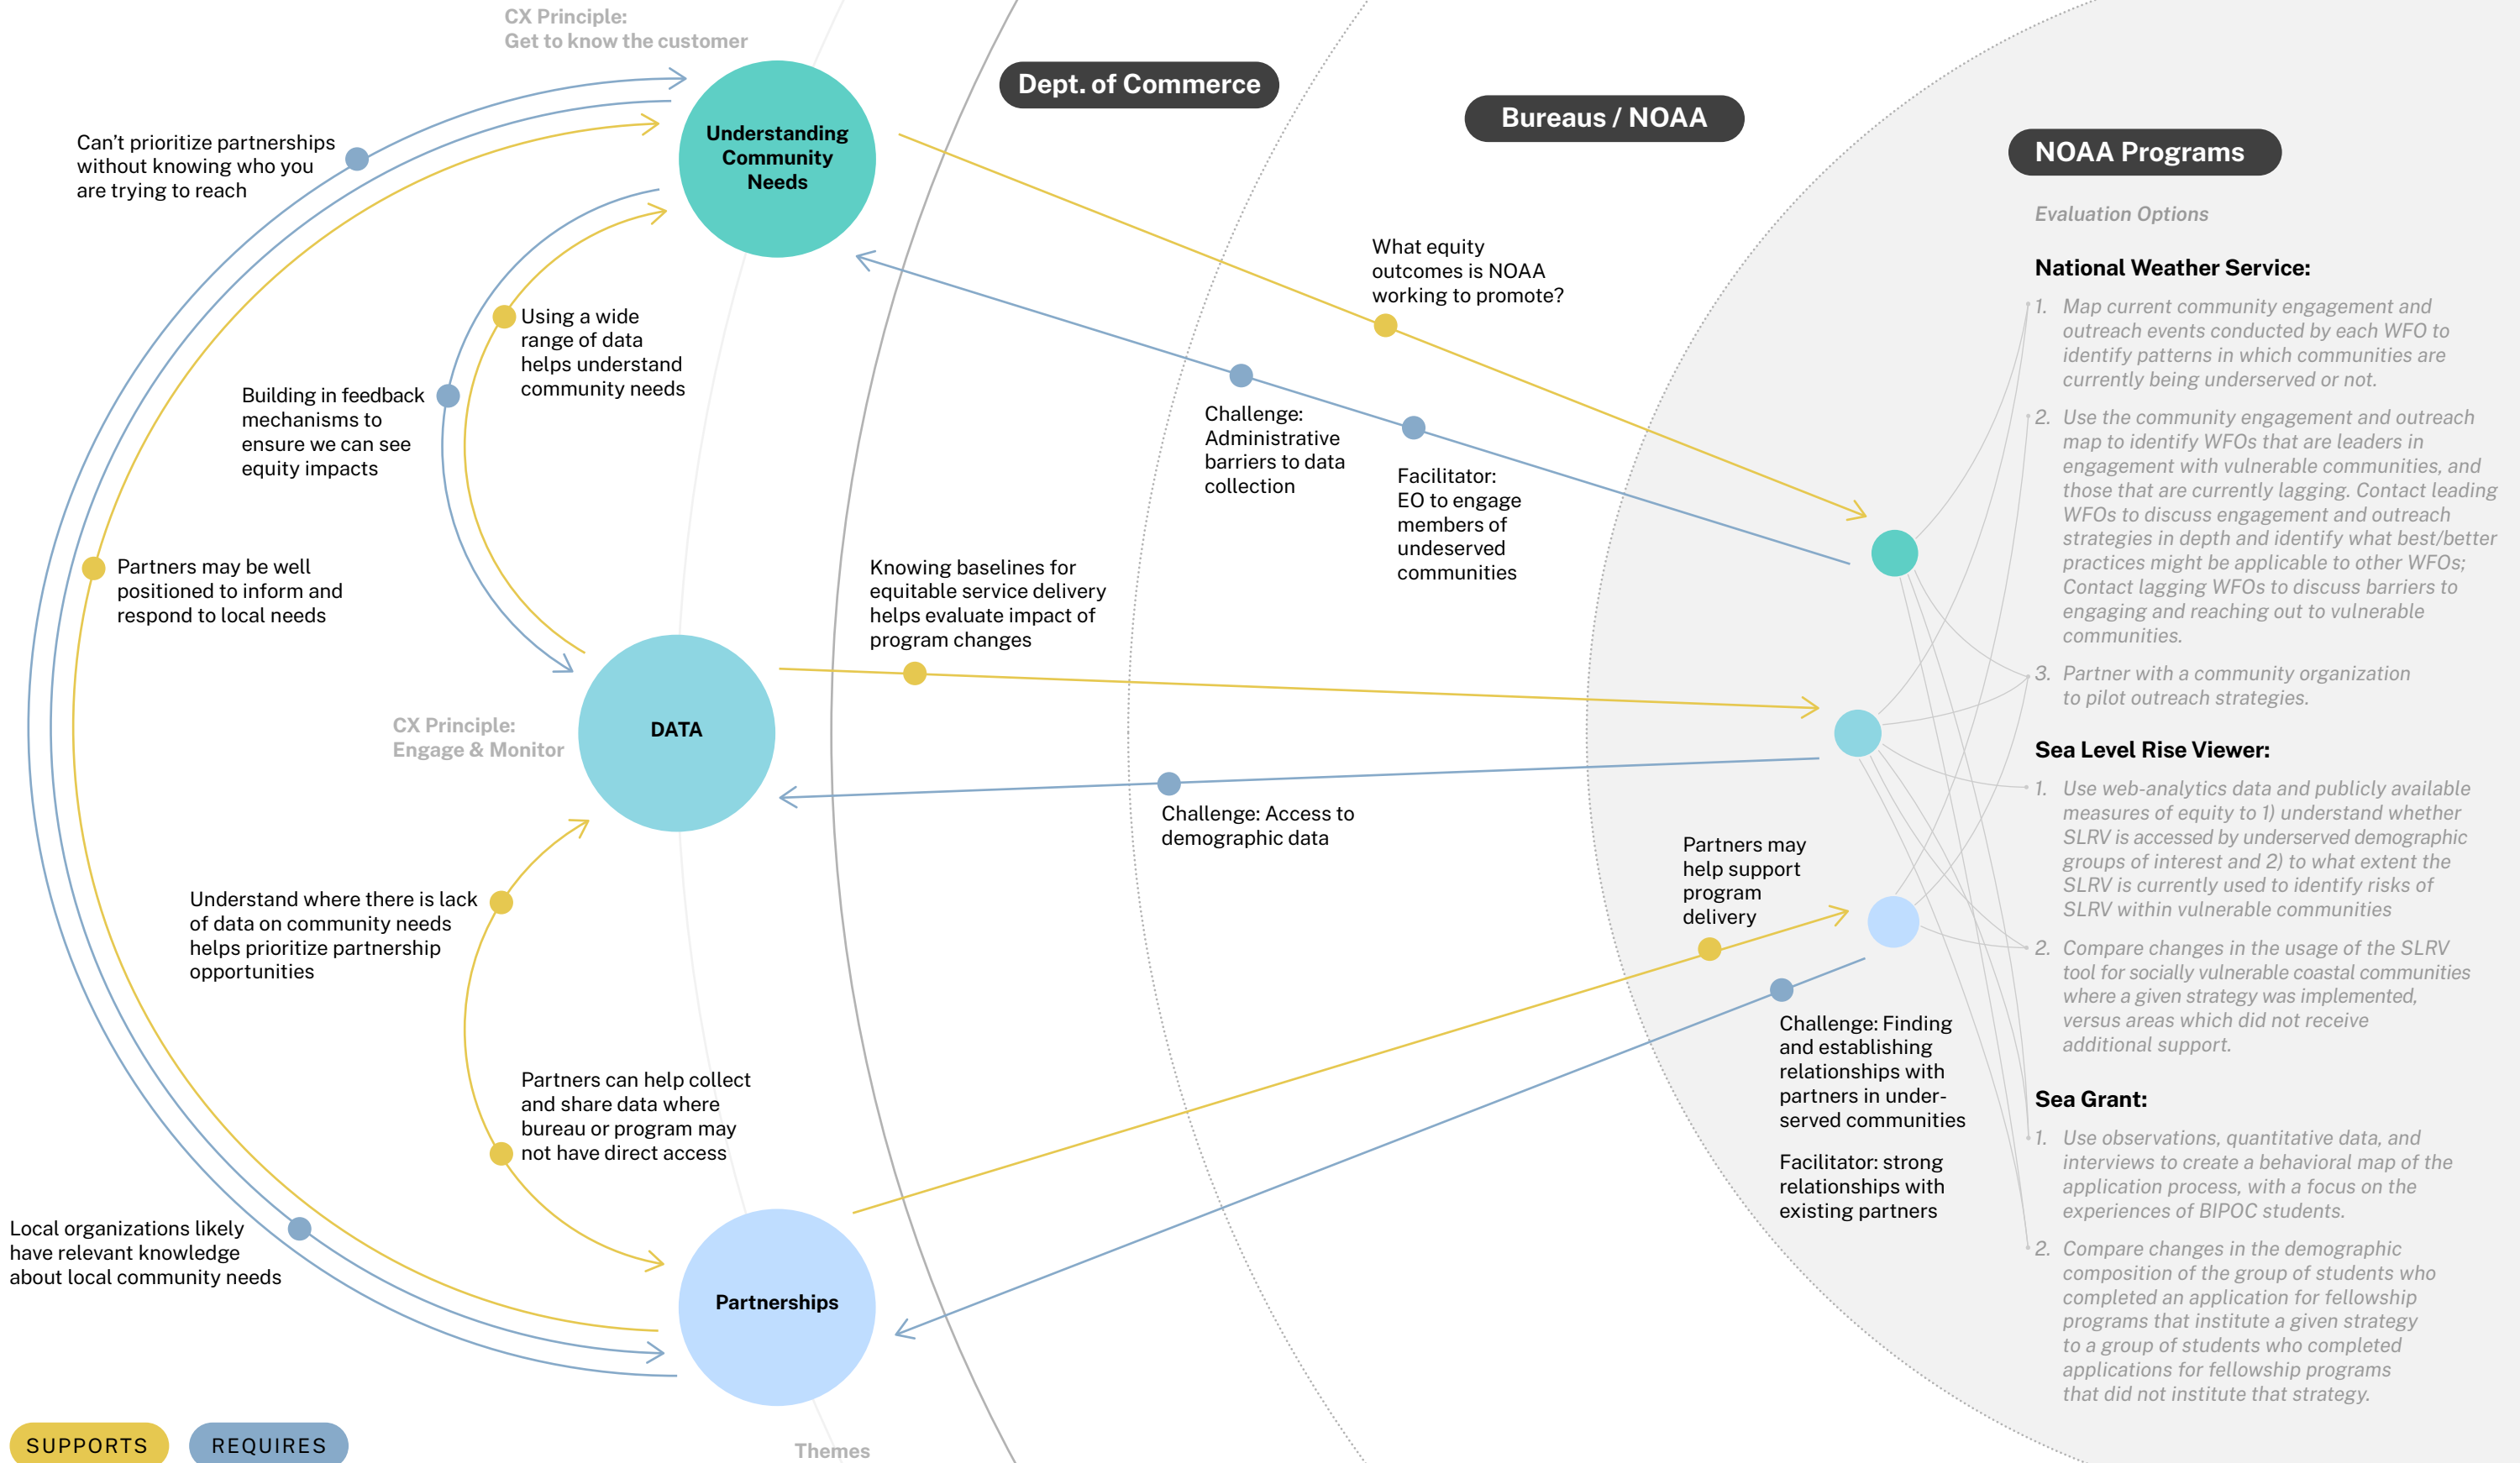 CX Principle:
Get to know the customer
Understanding
Community
Needs
Can’t prioritize partnerships
without knowing who you
are trying to reach
Using a wide
range of data
helps understand
community needs
Building in feedback
mechanisms to
ensure we can see
equity impacts
Partners may be well
positioned to inform and
respond to local needs
CX Principle:
Engage & Monitor
DATA
Understand where there is lack
of data on community needs
helps prioritize partnership
opportunities
Partners can help collect
and share data where
bureau or program may
not have direct access
Local organizations likely
have relevant knowledge
about local community needs
Partnerships
SUPPORTS
REQUIRES
Themes
Dept. of Commerce
Knowing baselines for
equitable service delivery
helps evaluate impact of
program changes
Bureaus / NOAA
What equity
outcomes is NOAA
working to promote?
Challenge:
Administrative
barriers to data
collection
Facilitator:
EO to engage
members of
undeserved
communities
Challenge: Access to
demographic data
Partners may
help support
program
delivery
Challenge: Finding
and establishing
relationships with
partners in under-
served communities
Facilitator: strong
relationships with
existing partners
NOAA Programs
Evaluation Options
National Weather Service:
1. Map current community engagement and
outreach events conducted by each WFO to
identify patterns in which communities are
currently being underserved or not.
2. Use the community engagement and outreach
map to identify WFOs that are leaders in
engagement with vulnerable communities, and
those that are currently lagging. Contact leading
WFOs to discuss engagement and outreach
strategies in depth and identify what best/better
practices might be applicable to other WFOs;
Contact lagging WFOs to discuss barriers to
engaging and reaching out to vulnerable
communities.
3. Partner with a community organization
to pilot outreach strategies.
Sea Level Rise Viewer:
1. Use web-analytics data and publicly available
measures of equity to 1) understand whether
SLRV is accessed by underserved demographic
groups of interest and 2) to what extent the
SLRV is currently used to identify risks of
SLRV within vulnerable communities
2. Compare changes in the usage of the SLRV
tool for socially vulnerable coastal communities
where a given strategy was implemented,
versus areas which did not receive
additional support.
Sea Grant:
1. Use observations, quantitative data, and
interviews to create a behavioral map of the
application process, with a focus on the
experiences of BIPOC students.
2. Compare changes in the demographic
composition of the group of students who
completed an application for fellowship
programs that institute a given strategy
to a group of students who completed
applications for fellowship programs
that did not institute that strategy.